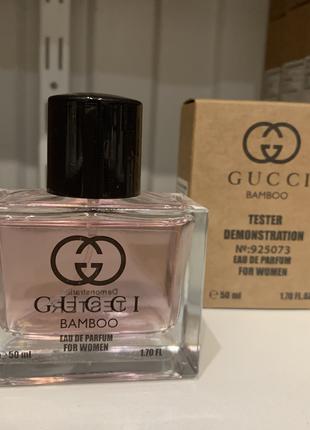 GUCCI
BAMBOO
EAU DE PARFUM
FOR WOMEN
50 ml
1.70 FL
GUCCI
BAMBOO
TESTER
DEMONSTRATION
№:925073
EAU DE PARFUM
FOR WOMEN
e 50 ml
1.70 FL.